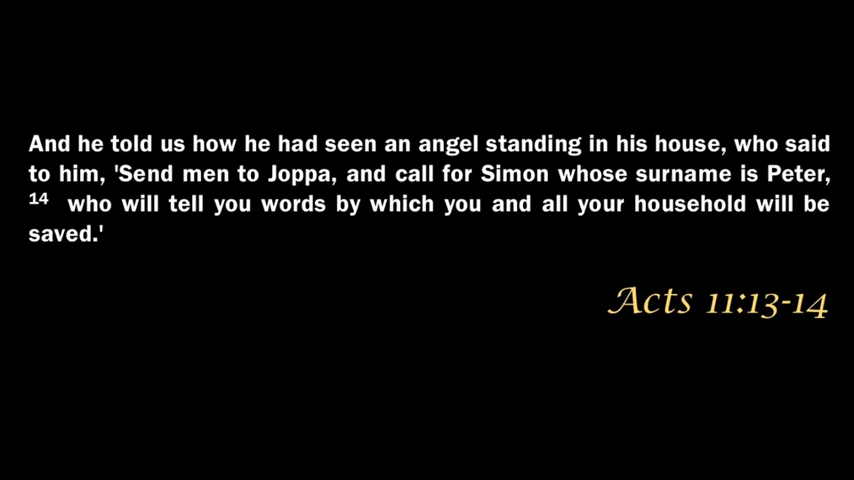 And he told us how he had seen an angel standing in his house, who said
to him, 'Send men to Joppa, and call for Simon whose surname is Peter,
14 who will tell you words by which you and all your household will be
saved.'
Acts 11:13-14